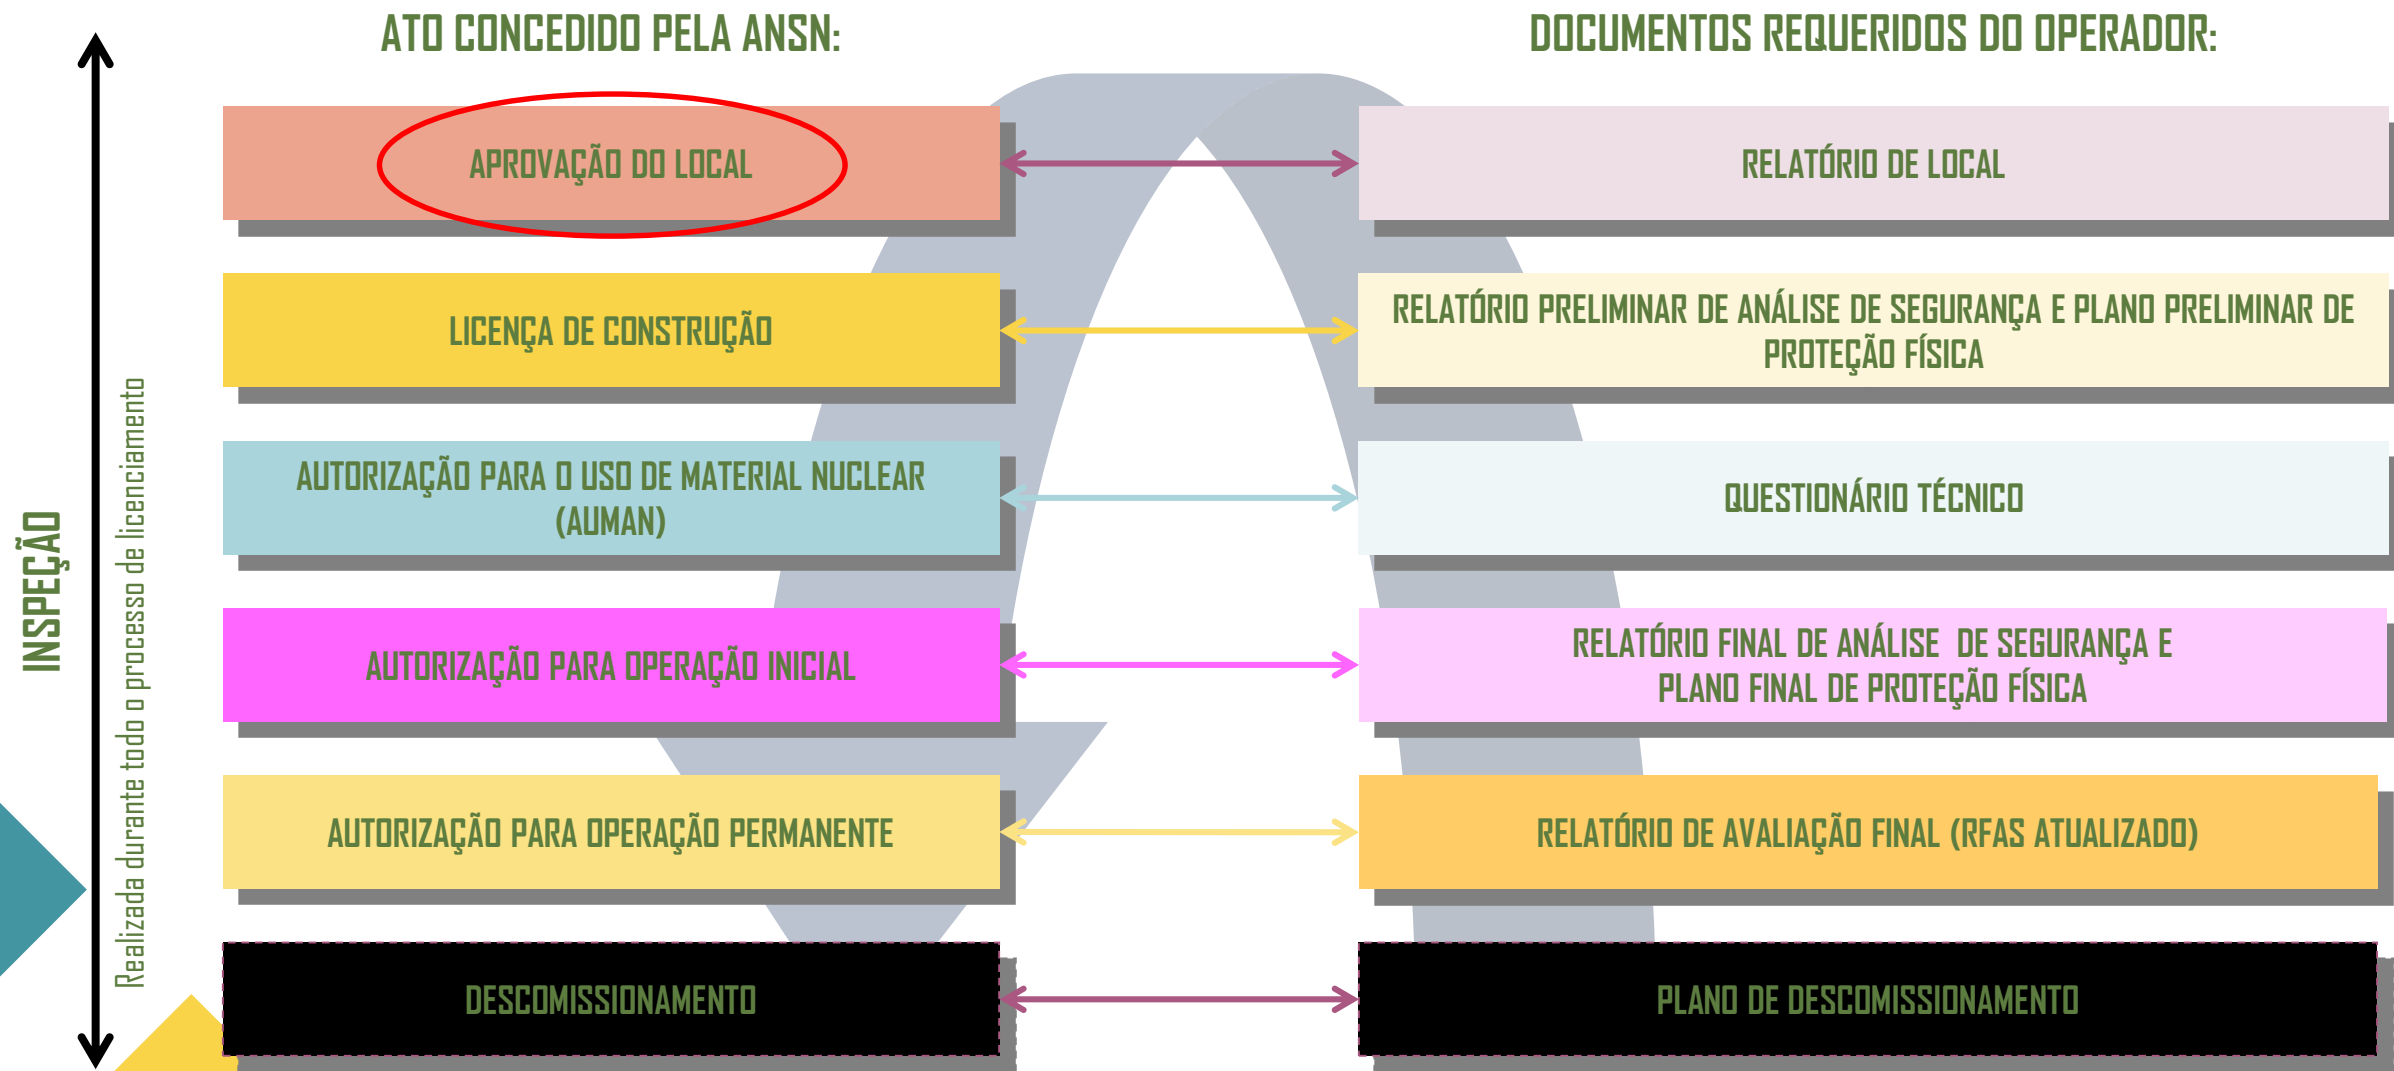 ATO CONCEDIDO PELA ANSN:
DOCUMENTOS REQUERIDOS DO OPERADOR:
INSPEÇÃO
Realizada durante todo o processo de licenciamento
APROVAÇÃO DO LOCAL
RELATÓRIO DE LOCAL
LICENÇA DE CONSTRUÇÃO
RELATÓRIO PRELIMINAR DE ANÁLISE DE SEGURANÇA E PLANO PRELIMINAR DE
PROTEÇÃO FÍSICA
AUTORIZAÇÃO PARA O USO DE MATERIAL NUCLEAR
(AUMAN)
QUESTIONÁRIO TÉCNICO
AUTORIZAÇÃO PARA OPERAÇÃO INICIAL
RELATÓRIO FINAL DE ANÁLISE DE SEGURANÇA E
PLANO FINAL DE PROTEÇÃO FÍSICA
AUTORIZAÇÃO PARA OPERAÇÃO PERMANENTE
RELATÓRIO DE AVALIAÇÃO FINAL (RFAS ATUALIZADO)
DESCOMISSIONAMENTO
PLANO DE DESCOMISSIONAMENTO